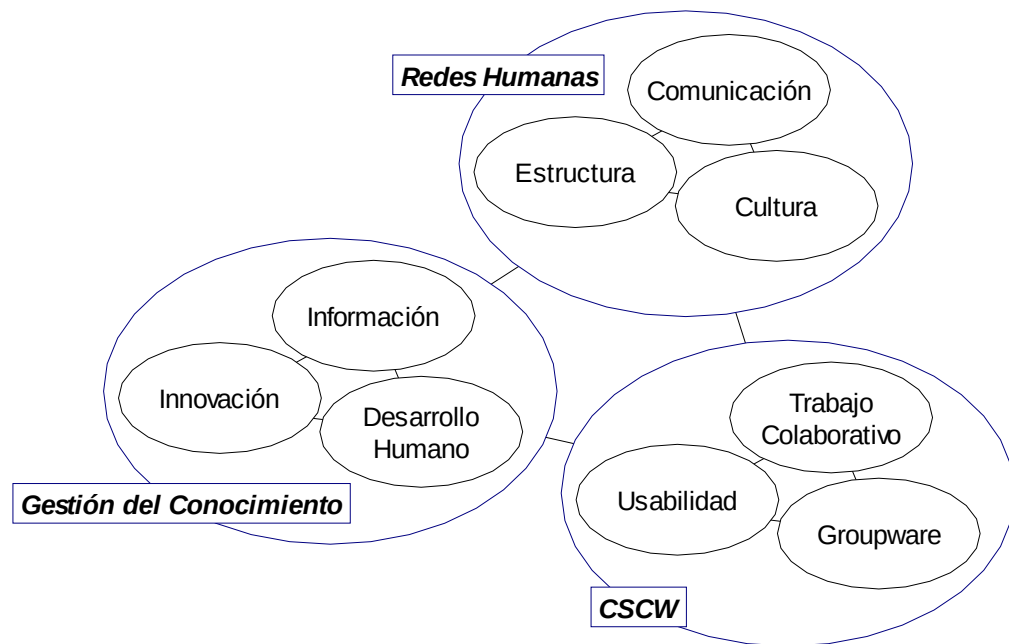 Redes Humanas
Comunicación
Estructura
Cultura
Información
Innovación
Desarrollo
Humano
Gestión del Conocimiento
Trabajo
Colaborativo
Usabilidad
Groupware
CSCW